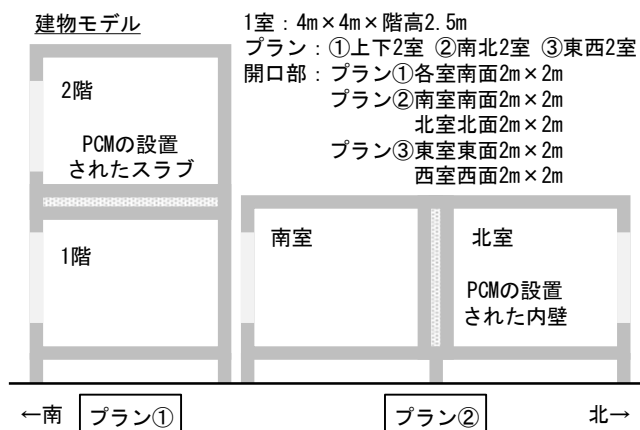 建物モデル
1室：4m×4m×階高2.5m
プラン：①上下2室 ②南北2室 ③東西2室
開口部：プラン①各室南面2m×2m
プラン②南室南面2m×2m
北室北面2m×2m
プラン③東室東面2m×2m
西室西面2m×2m
2階
PCMの設置
されたスラブ
1階
南室
北室
PCMの設置
された内壁
←南
プラン①
プラン②
北→